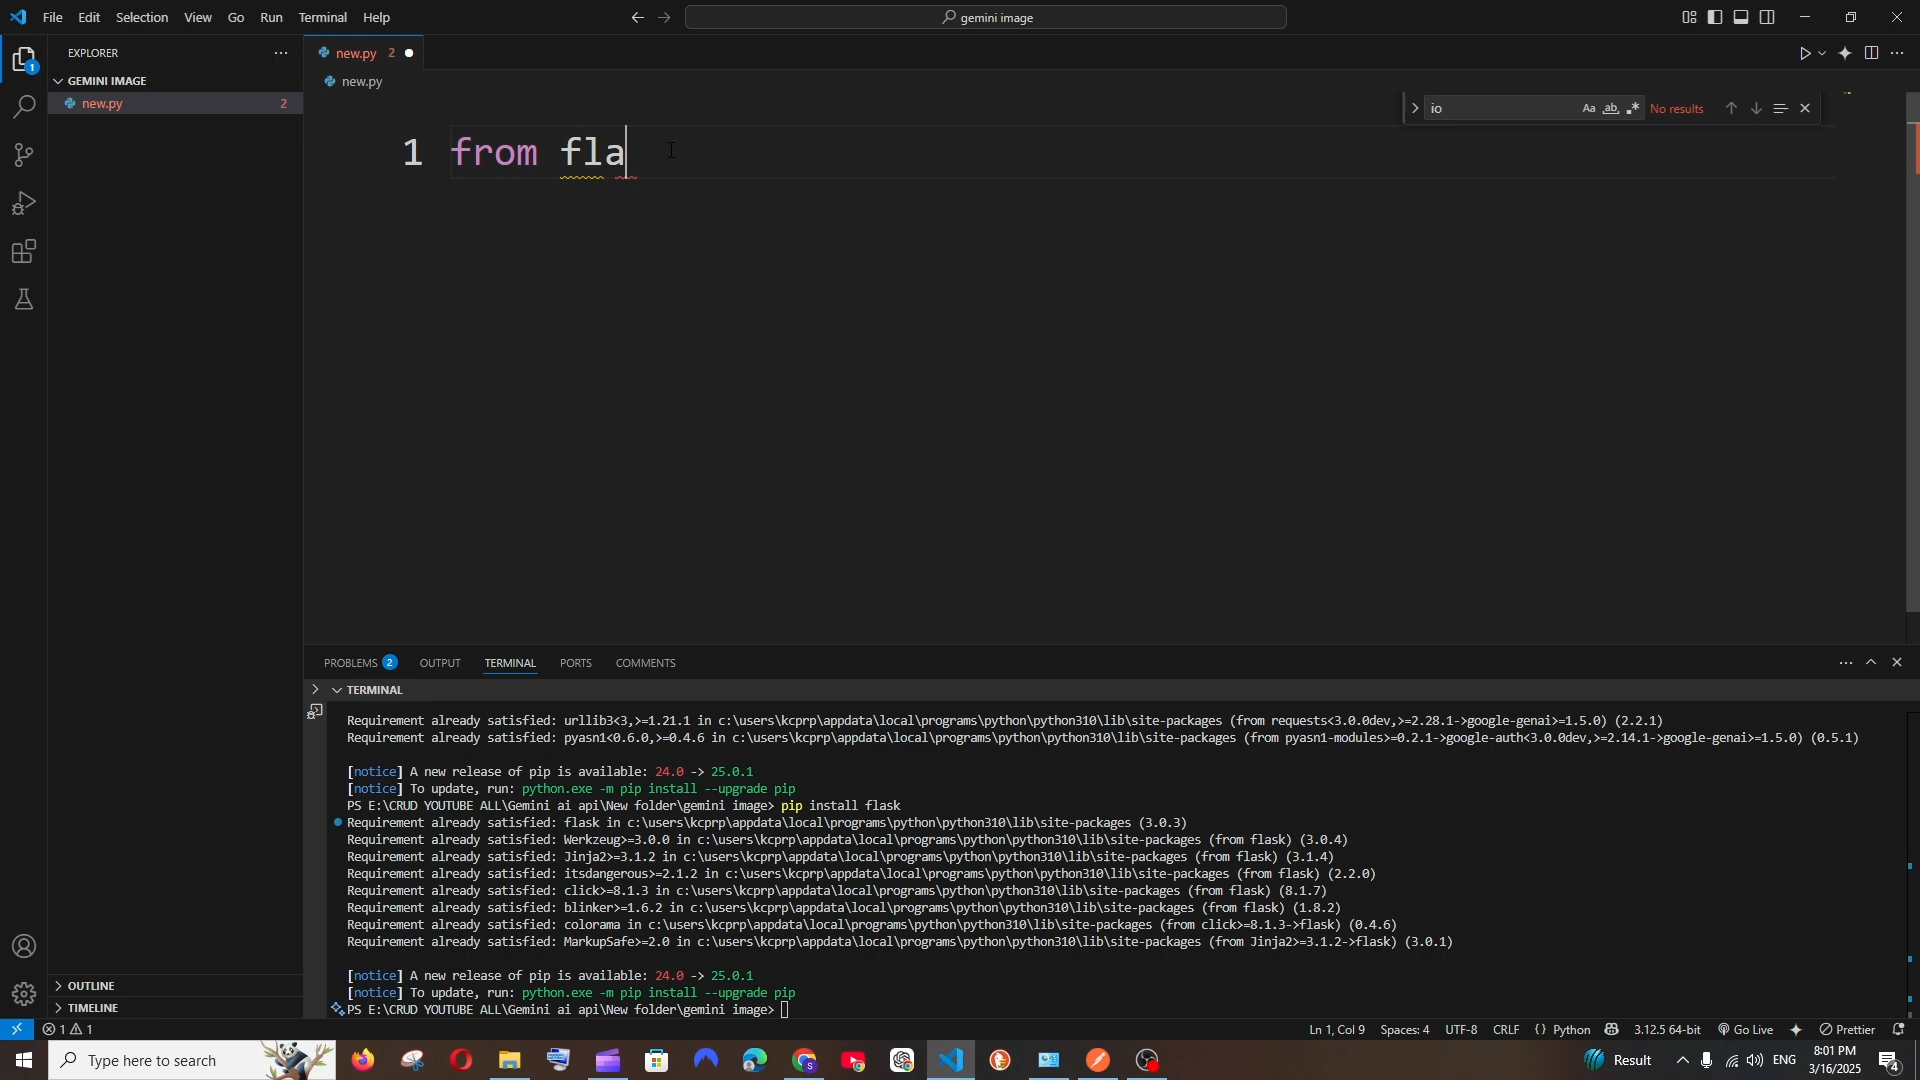 File Edit Selection View Go Run Terminal Help
gemini image
EXPLORER
new.py 2
GEMINI IMAGE
new.py
new.py 2
io
Aa ab, No results
1 from fla
PROBLEMS 2 OUTPUT TERMINAL PORTS COMMENTS
TERMINAL
Requirement already satisfied: urllib3<3,>=1.21.1 in c:\users\kcprp\appdata\local\programs\python\python310\lib\site-packages (from requests<3.0.0dev,>=2.28.1->google-genai>=1.5.0) (2.2.1)
Requirement already satisfied: pyasn1<0.6.0,>=0.4.6 in c:\users\kcprp\appdata\local\programs\python\python310\lib\site-packages (from pyasn1-modules>=0.2.1->google-auth<3.0.0dev,>=2.14.1->google-genai>=1.5.0) (0.5.1)
[notice] A new release of pip is available: 24.0 -> 25.0.1
[notice] To update, run: python.exe -m pip install --upgrade pip
PS E:\CRUD YOUTUBE ALL\Gemini ai api\New folder\gemini image> pip install flask
Requirement already satisfied: flask in c:\users\kcprp\appdata\local\programs\python\python310\lib\site-packages (3.0.3)
Requirement already satisfied: Werkzeug>=3.0.0 in c:\users\kcprp\appdata\local\programs\python\python310\lib\site-packages (from flask) (3.0.4)
Requirement already satisfied: Jinja2>=3.1.2 in c:\users\kcprp\appdata\local\programs\python\python310\lib\site-packages (from flask) (3.1.4)
Requirement already satisfied: itsdangerous>=2.1.2 in c:\users\kcprp\appdata\local\programs\python\python310\lib\site-packages (from flask) (2.2.0)
Requirement already satisfied: click>=8.1.3 in c:\users\kcprp\appdata\local\programs\python\python310\lib\site-packages (from flask) (8.1.7)
Requirement already satisfied: blinker>=1.6.2 in c:\users\kcprp\appdata\local\programs\python\python310\lib\site-packages (from flask) (1.8.2)
Requirement already satisfied: colorama in c:\users\kcprp\appdata\local\programs\python\python310\lib\site-packages (from click>=8.1.3->flask) (0.4.6)
Requirement already satisfied: MarkupSafe>=2.0 in c:\users\kcprp\appdata\local\programs\python\python310\lib\site-packages (from Jinja2>=3.1.2->flask) (3.0.1)
[notice] A new release of pip is available: 24.0 -> 25.0.1
[notice] To update, run: python.exe -m pip install --upgrade pip
PS E:\CRUD YOUTUBE ALL\Gemini ai api\New folder\gemini image>
OUTLINE
TIMELINE
1 1
Ln 1, Col 9 Spaces: 4 UTF-8 CRLF {} Python 3.12.5 64-bit Go Live Prettier
Type here to search
Result ENG
8:01 PM
3/16/2025
4